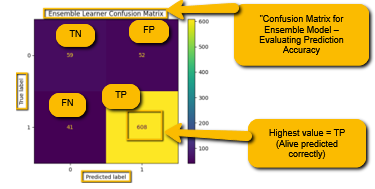 Ensemble Learner Confusion Matrix
"Confusion Matrix for
Ensemble Model –
Evaluating Prediction
Accuracy
TN
FP
600
0
59
52
500
400
True label
FN
TP
300
200
1
41
608
100
Highest value = TP
(Alive predicted
correctly)
0
1
Predicted label